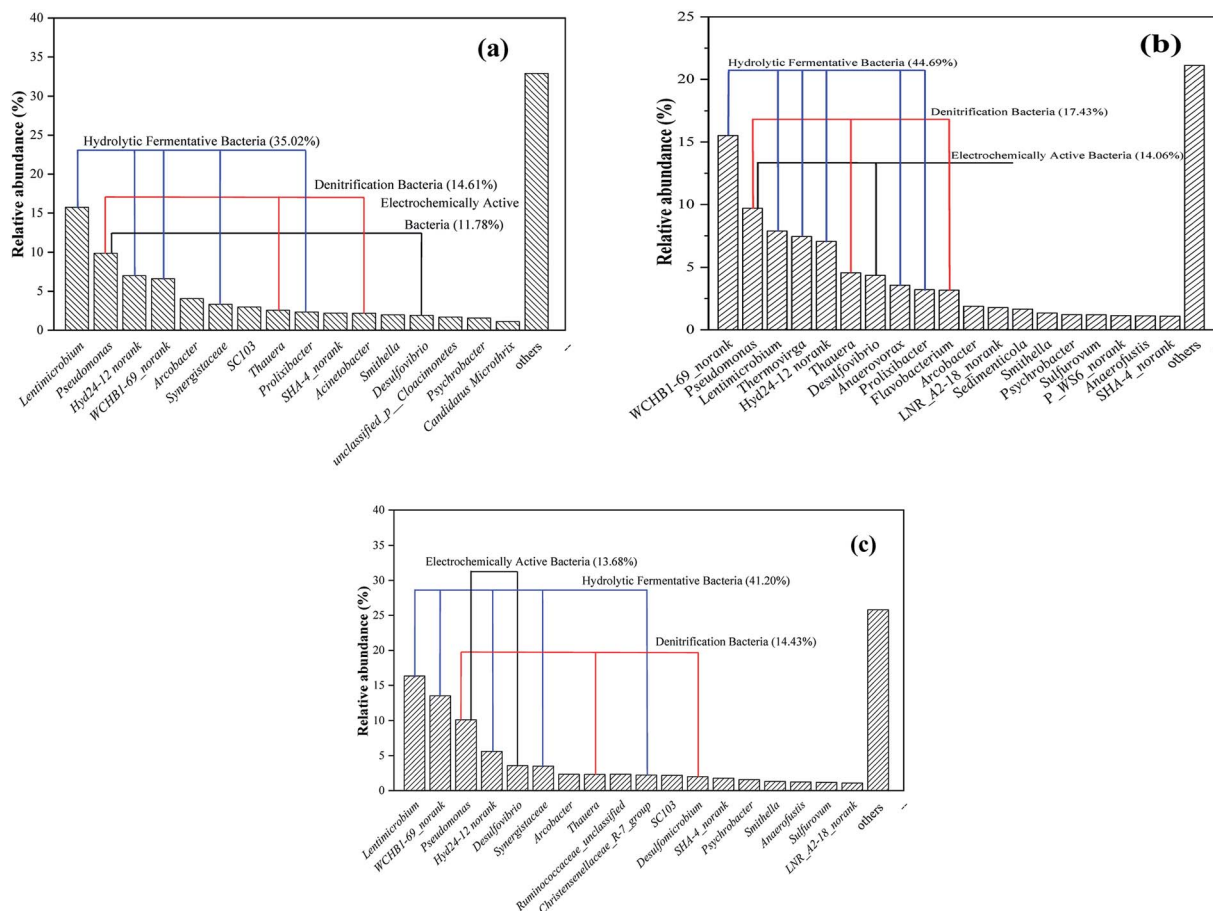 (a)
Relative abundance (%)
40
35
30
25
20
15
10
5
0
Hydrolytic Fermentative Bacteria (35.02%)
Denitrification Bacteria (14.61%)
Electrochemically Active
Bacteria (11.78%)
Lentimicrobium
Pseudomonas
Hyd24-12 norank
WCHB1-69_norank
Arcobacter
Synergistaceae
SC103
Thauera
Prolixibacter
SHA-4_norank
Acinetobacter
Smithella
Desulfovibrio
unclassified_p__Cloacimonetes
Psychrobacter
Candidatus Microthrix
others
--
(b)
Relative abundance (%)
25
20
15
10
5
0
Hydrolytic Fermentative Bacteria (44.69%)
Denitrification Bacteria (17.43%)
Electrochemically Active Bacteria (14.06%)
WCHB1-69_norank
Pseudomonas
Lentimicrobium
Thermovirga
Hyd24-12 norank
Thauera
Desulfovibrio
Anaerovorax
Prolixibacter
Flavobacterium
Arcobacter
LNR_A2-18_norank
Sedimenticola
Smithella
Psychrobacter
Sulfurovum
P_WS6_norank
Anaerofustis
SHA-4_norank
others
(c)
Relative abundance (%)
40
35
30
25
20
15
10
5
0
Electrochemically Active Bacteria (13.68%)
Hydrolytic Fermentative Bacteria (41.20%)
Denitrification Bacteria (14.43%)
Lentimicrobium
WCHB1-69_norank
Pseudomonas
Hyd24-12 norank
Desulfovibrio
Synergistaceae
Arcobacter
Thauera
Ruminococcaceae_unclassified
Christensenellaceae_R-7_group
SC103
Desulfomicrobium
SHA-4_norank
Psychrobacter
Smithella
Anaerofustis
Sulfurovum
LNR_A2-18_norank
others
--